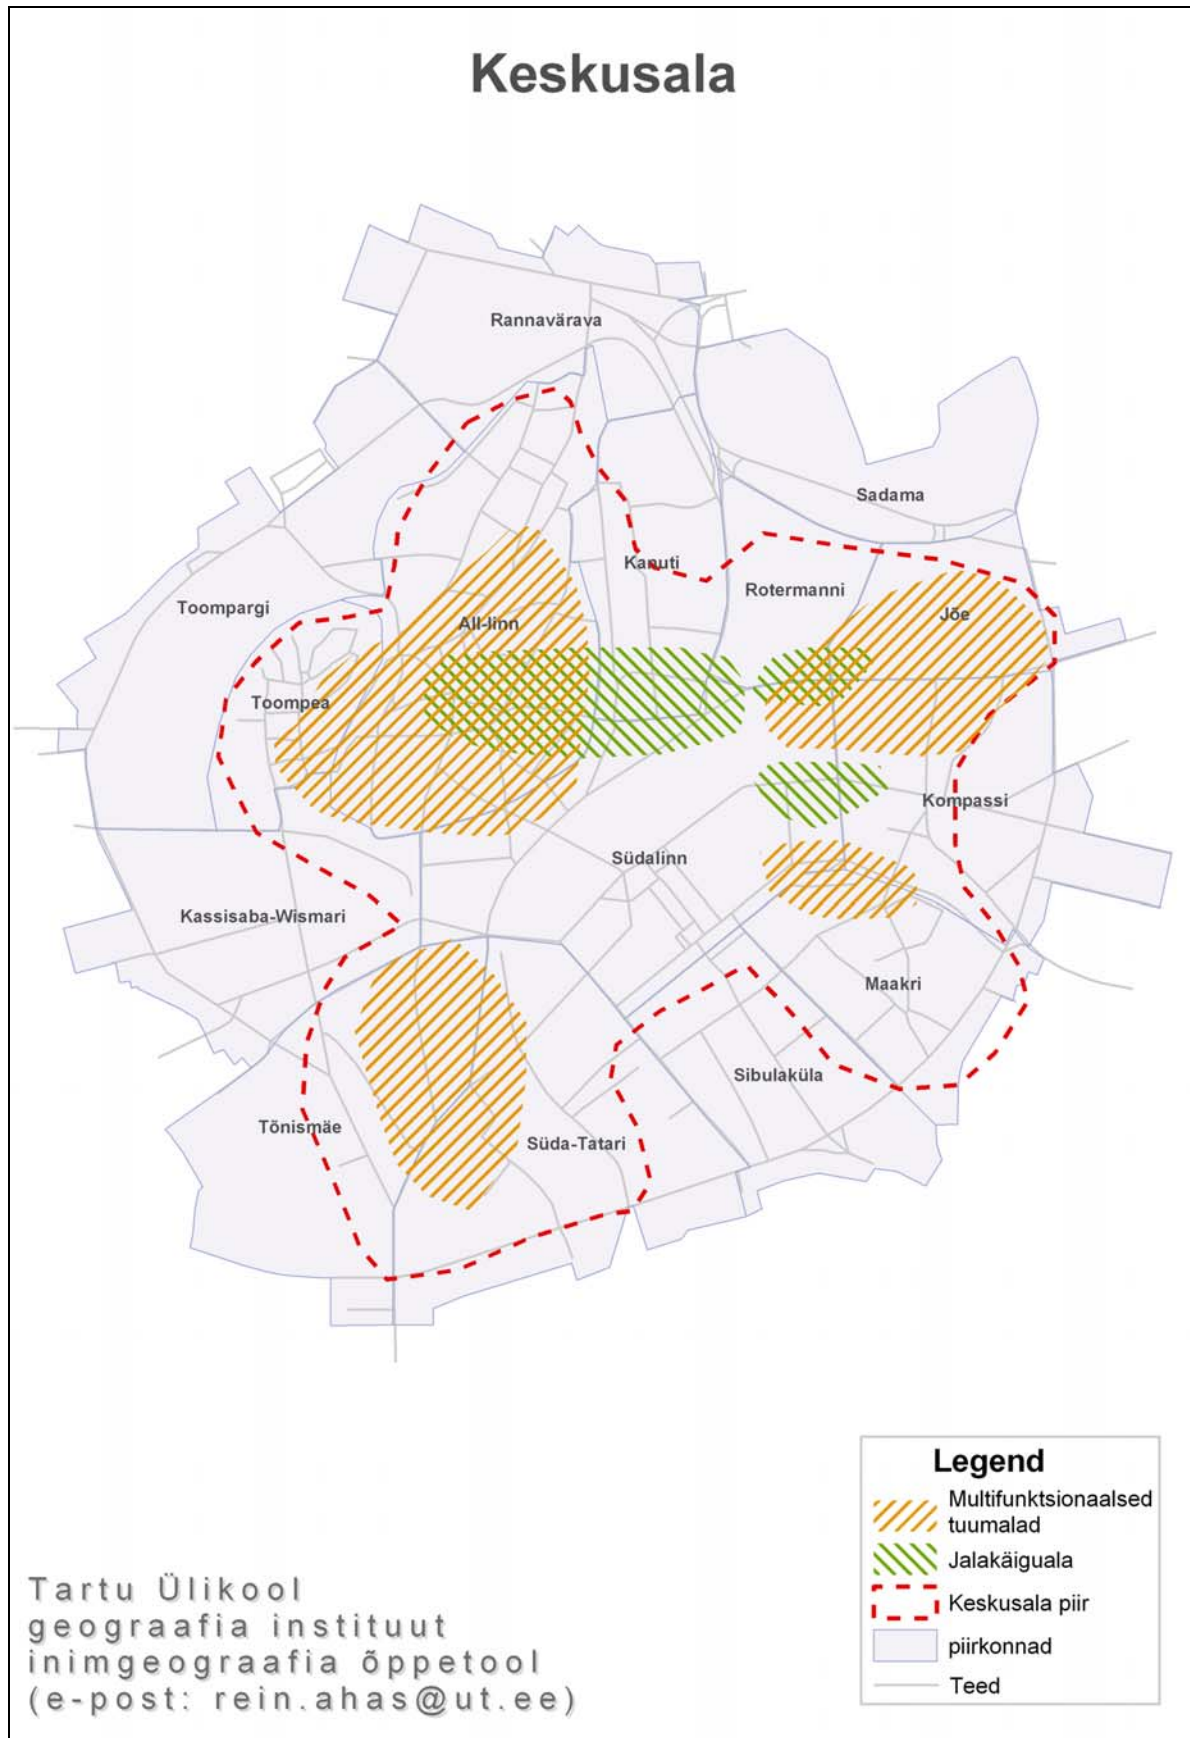 Keskusala
Rannavärava
Sadama
Kanuti
Rotermanni
Toompargi
All-linn
Jõe
Toompea
Kompassi
Südalinn
Kassisaba-Wismari
Maakri
Sibulaküla
Tõnismäe
Süda-Tatari
Legend
Multifunktsionaalsed
tuumalad
Jalakäiguala
Keskusala piir
piirkonnad
Teed
Tartu Ülikool
geograafia instituut
inimgeograafia õppetool
(e-post: rein.ahas@ut.ee)